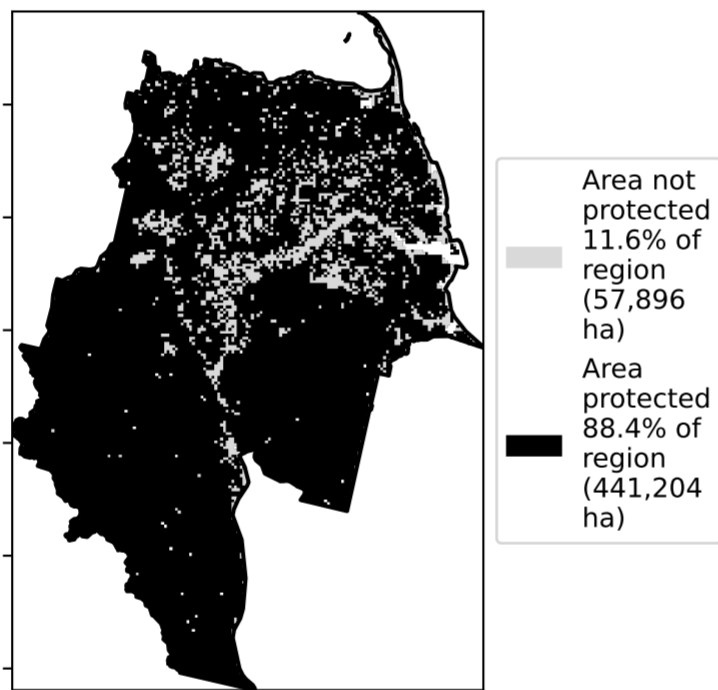 Area not
protected
11.6% of
region
(57,896
ha)
Area
protected
88.4% of
region
(441,204
ha)